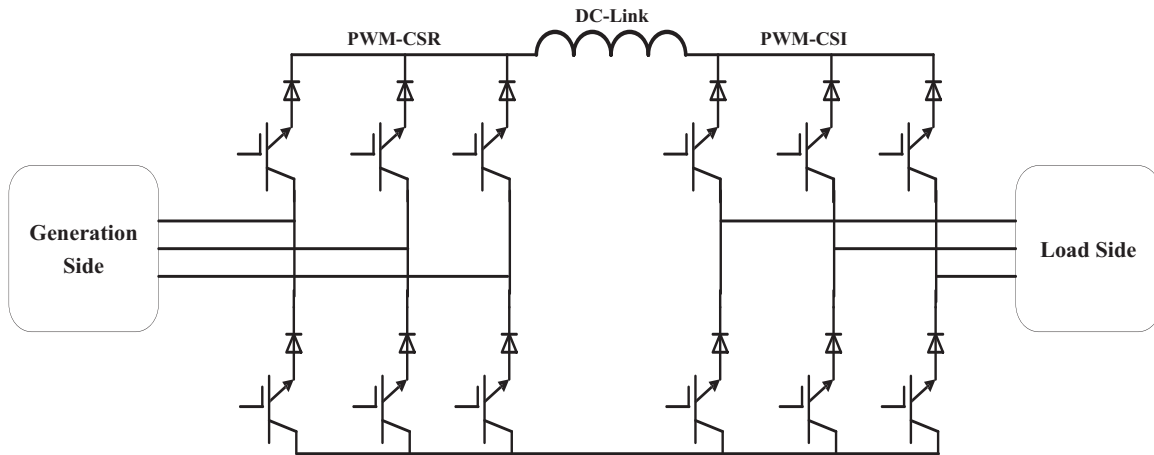 DC-Link
PWM-CSR
PWM-CSI
Generation
Side
Load Side